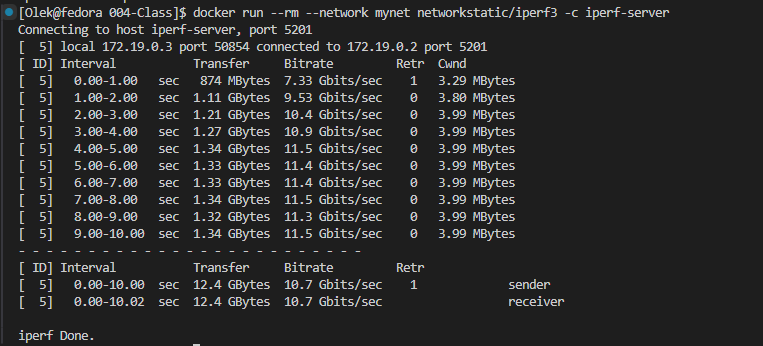 [Olek@fedora 004-Class]$ docker run --rm --network mynet networkstatic/iperf3 -c iperf-server
Connecting to host iperf-server, port 5201
[  5] local 172.19.0.3 port 50854 connected to 172.19.0.2 port 5201
[ ID] Interval           Transfer     Bitrate         Retr  Cwnd
[  5]   0.00-1.00   sec   874 MBytes  7.33 Gbits/sec    1   3.29 MBytes
[  5]   1.00-2.00   sec  1.11 GBytes  9.53 Gbits/sec    0   3.80 MBytes
[  5]   2.00-3.00   sec  1.21 GBytes  10.4 Gbits/sec    0   3.99 MBytes
[  5]   3.00-4.00   sec  1.27 GBytes  10.9 Gbits/sec    0   3.99 MBytes
[  5]   4.00-5.00   sec  1.34 GBytes  11.5 Gbits/sec    0   3.99 MBytes
[  5]   5.00-6.00   sec  1.33 GBytes  11.4 Gbits/sec    0   3.99 MBytes
[  5]   6.00-7.00   sec  1.33 GBytes  11.4 Gbits/sec    0   3.99 MBytes
[  5]   7.00-8.00   sec  1.34 GBytes  11.5 Gbits/sec    0   3.99 MBytes
[  5]   8.00-9.00   sec  1.32 GBytes  11.3 Gbits/sec    0   3.99 MBytes
[  5]   9.00-10.00  sec  1.34 GBytes  11.5 Gbits/sec    0   3.99 MBytes
- - - - - - - - - - - - - - - - - - - - - - - - -
[ ID] Interval           Transfer     Bitrate         Retr
[  5]   0.00-10.00  sec  12.4 GBytes  10.7 Gbits/sec    1             sender
[  5]   0.00-10.02  sec  12.4 GBytes  10.7 Gbits/sec                  receiver
iperf Done.